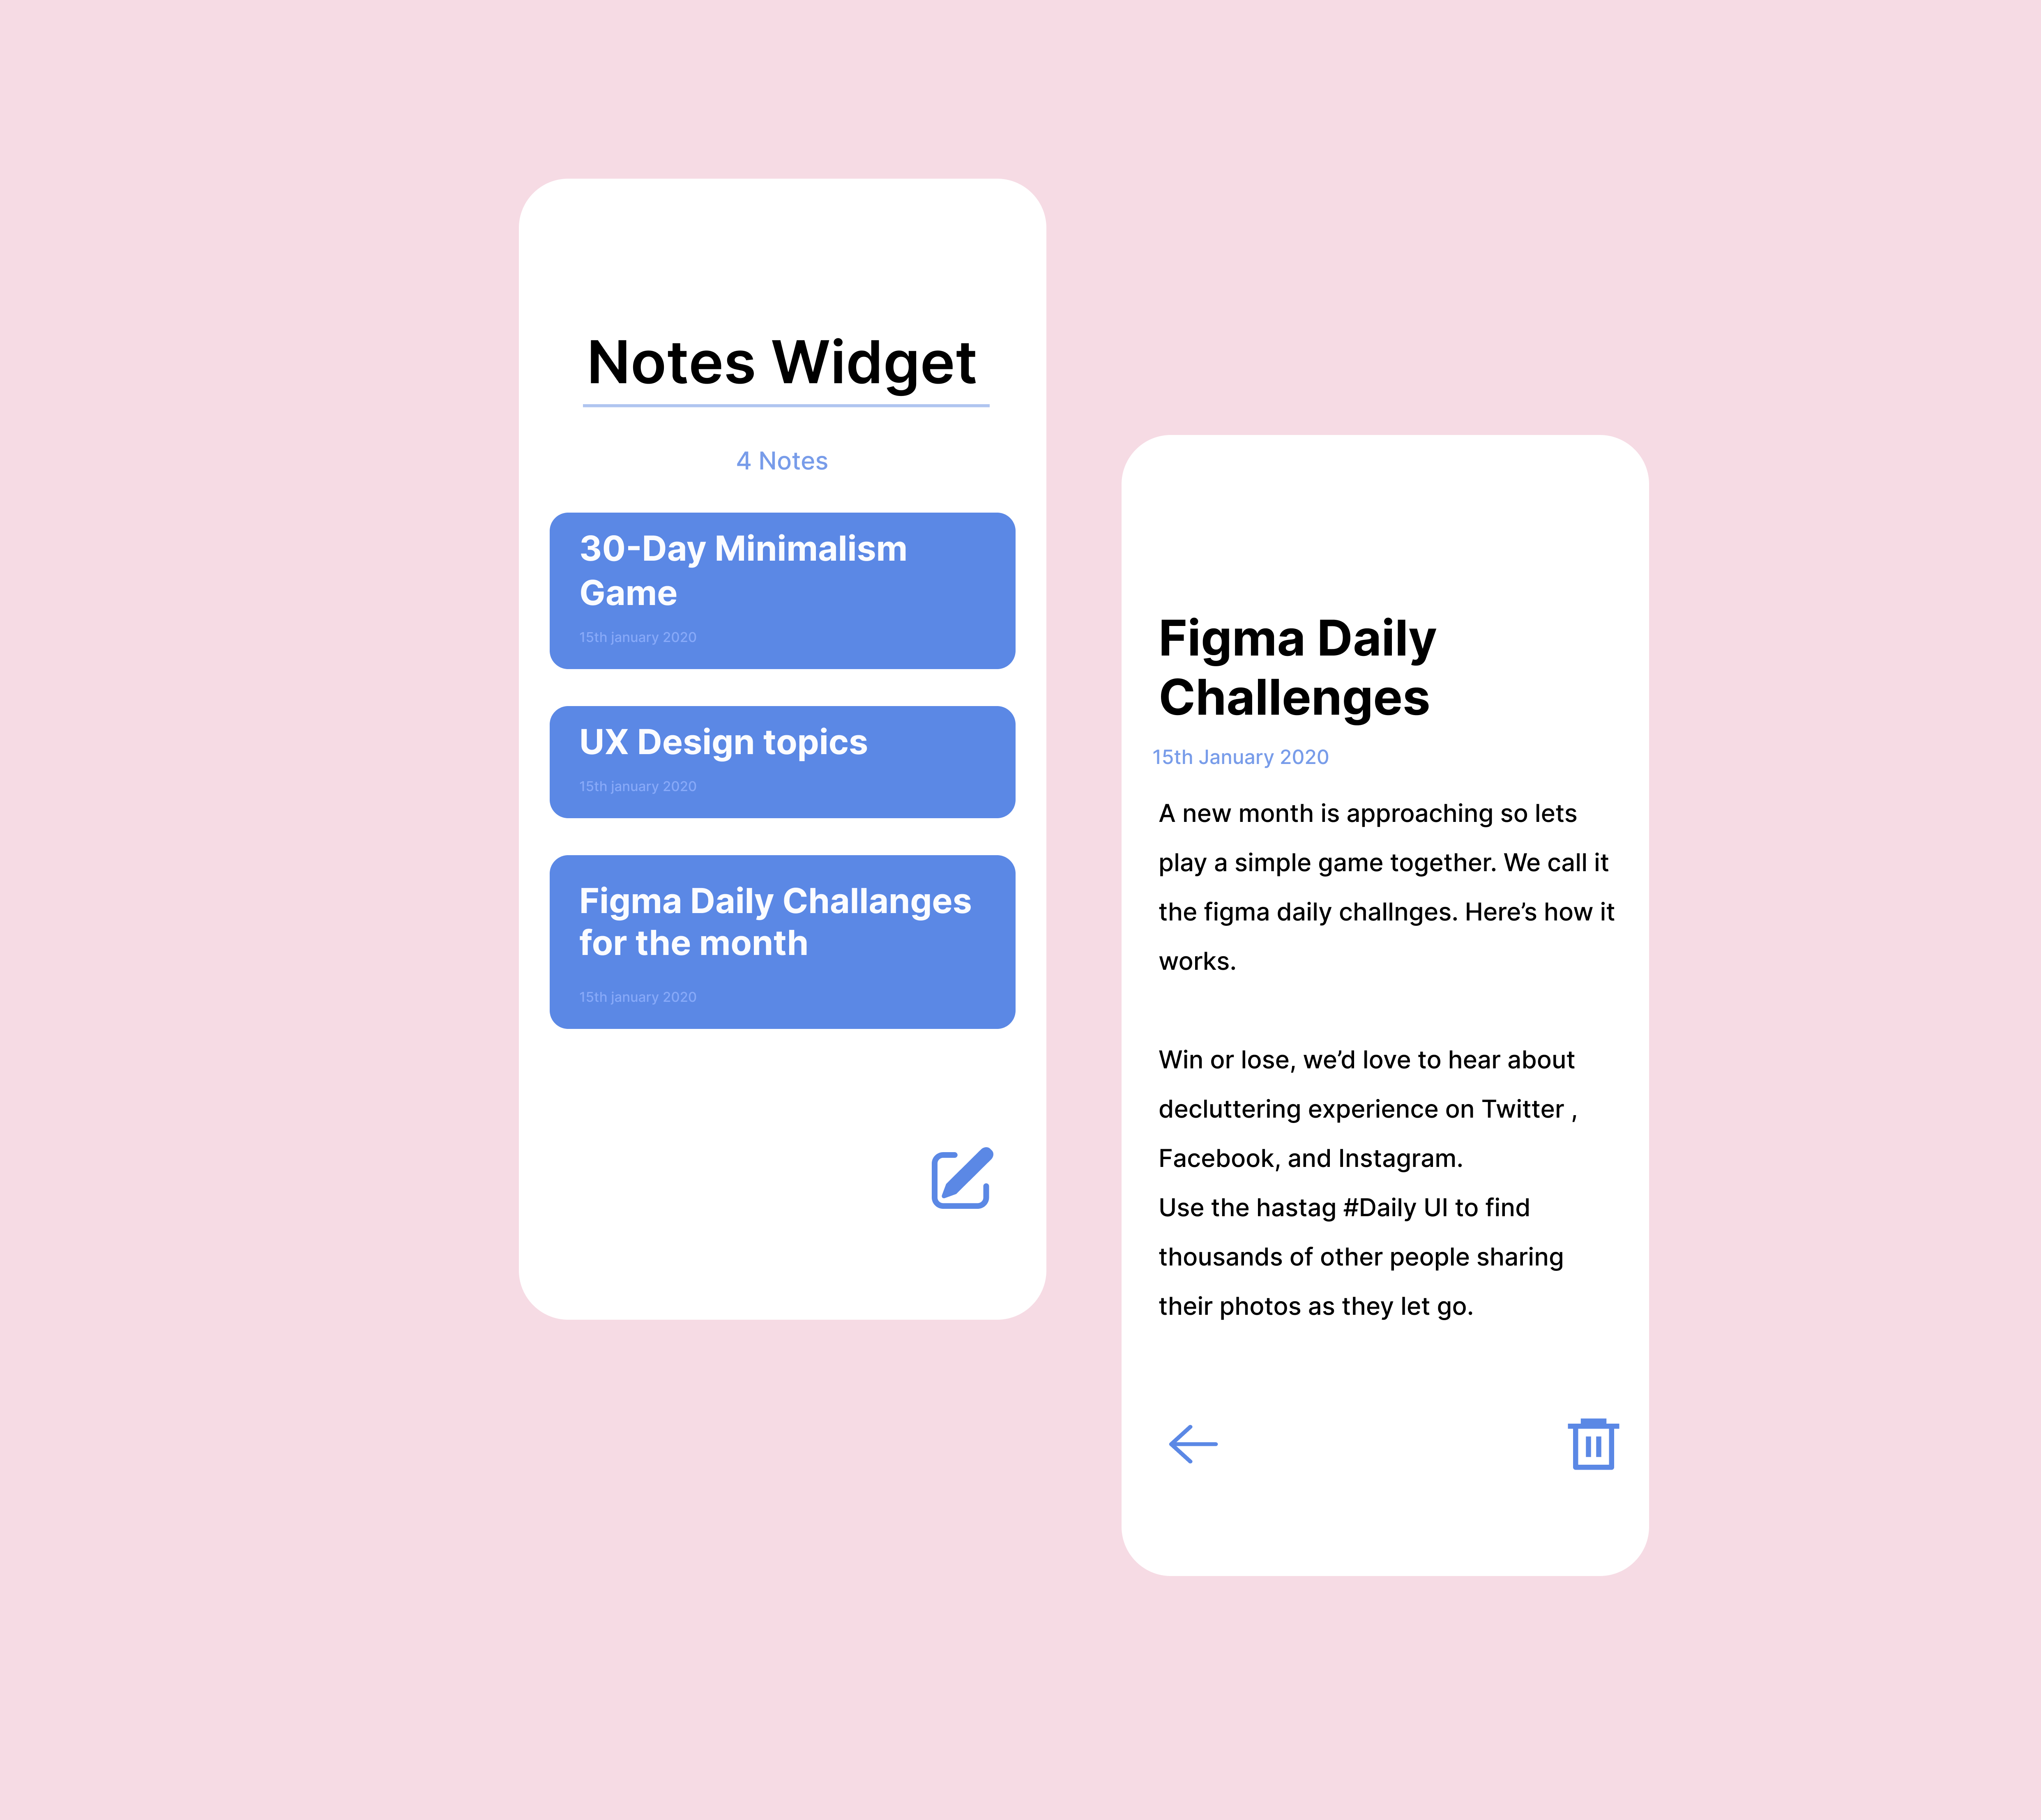 Notes Widget
4 Notes
30-Day Minimalism
Game
15th january 2020
UX Design topics
15th january 2020
Figma Daily Challanges
for the month
15th january 2020
Figma Daily
Challenges
15th January 2020
A new month is approaching so lets
play a simple game together. We call it
the figma daily challnges. Here’s how it
works.
Win or lose, we’d love to hear about
decluttering experience on Twitter ,
Facebook, and Instagram.
Use the hastag #Daily UI to find
thousands of other people sharing
their photos as they let go.